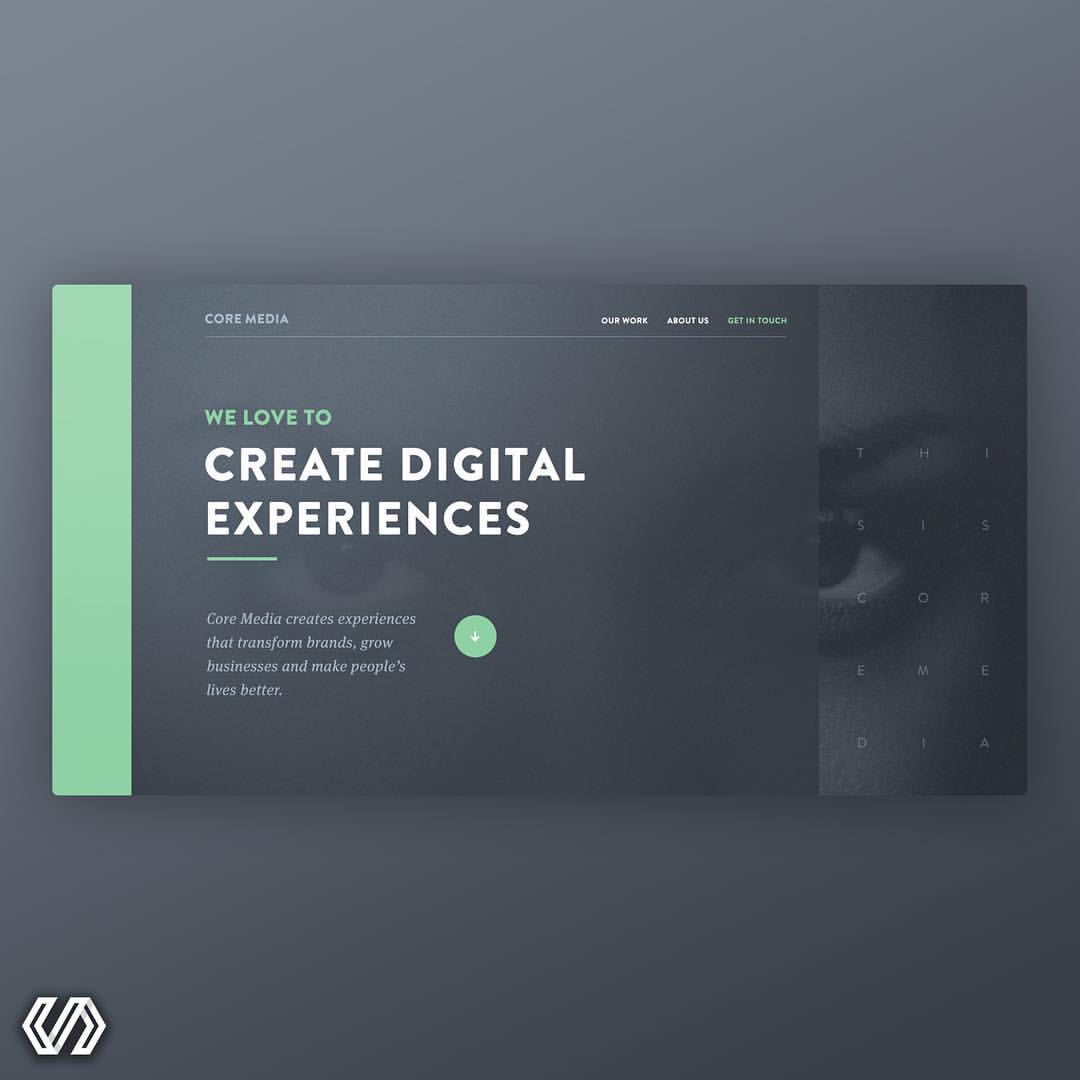 CORE MEDIA
OUR WORK ABOUT US GET IN TOUCH
WE LOVE TO
CREATE DIGITAL
EXPERIENCES
Core Media creates experiences
that transform brands, grow
businesses and make people’s
lives better.
T H I
S I S
C O R
E M E
D I A